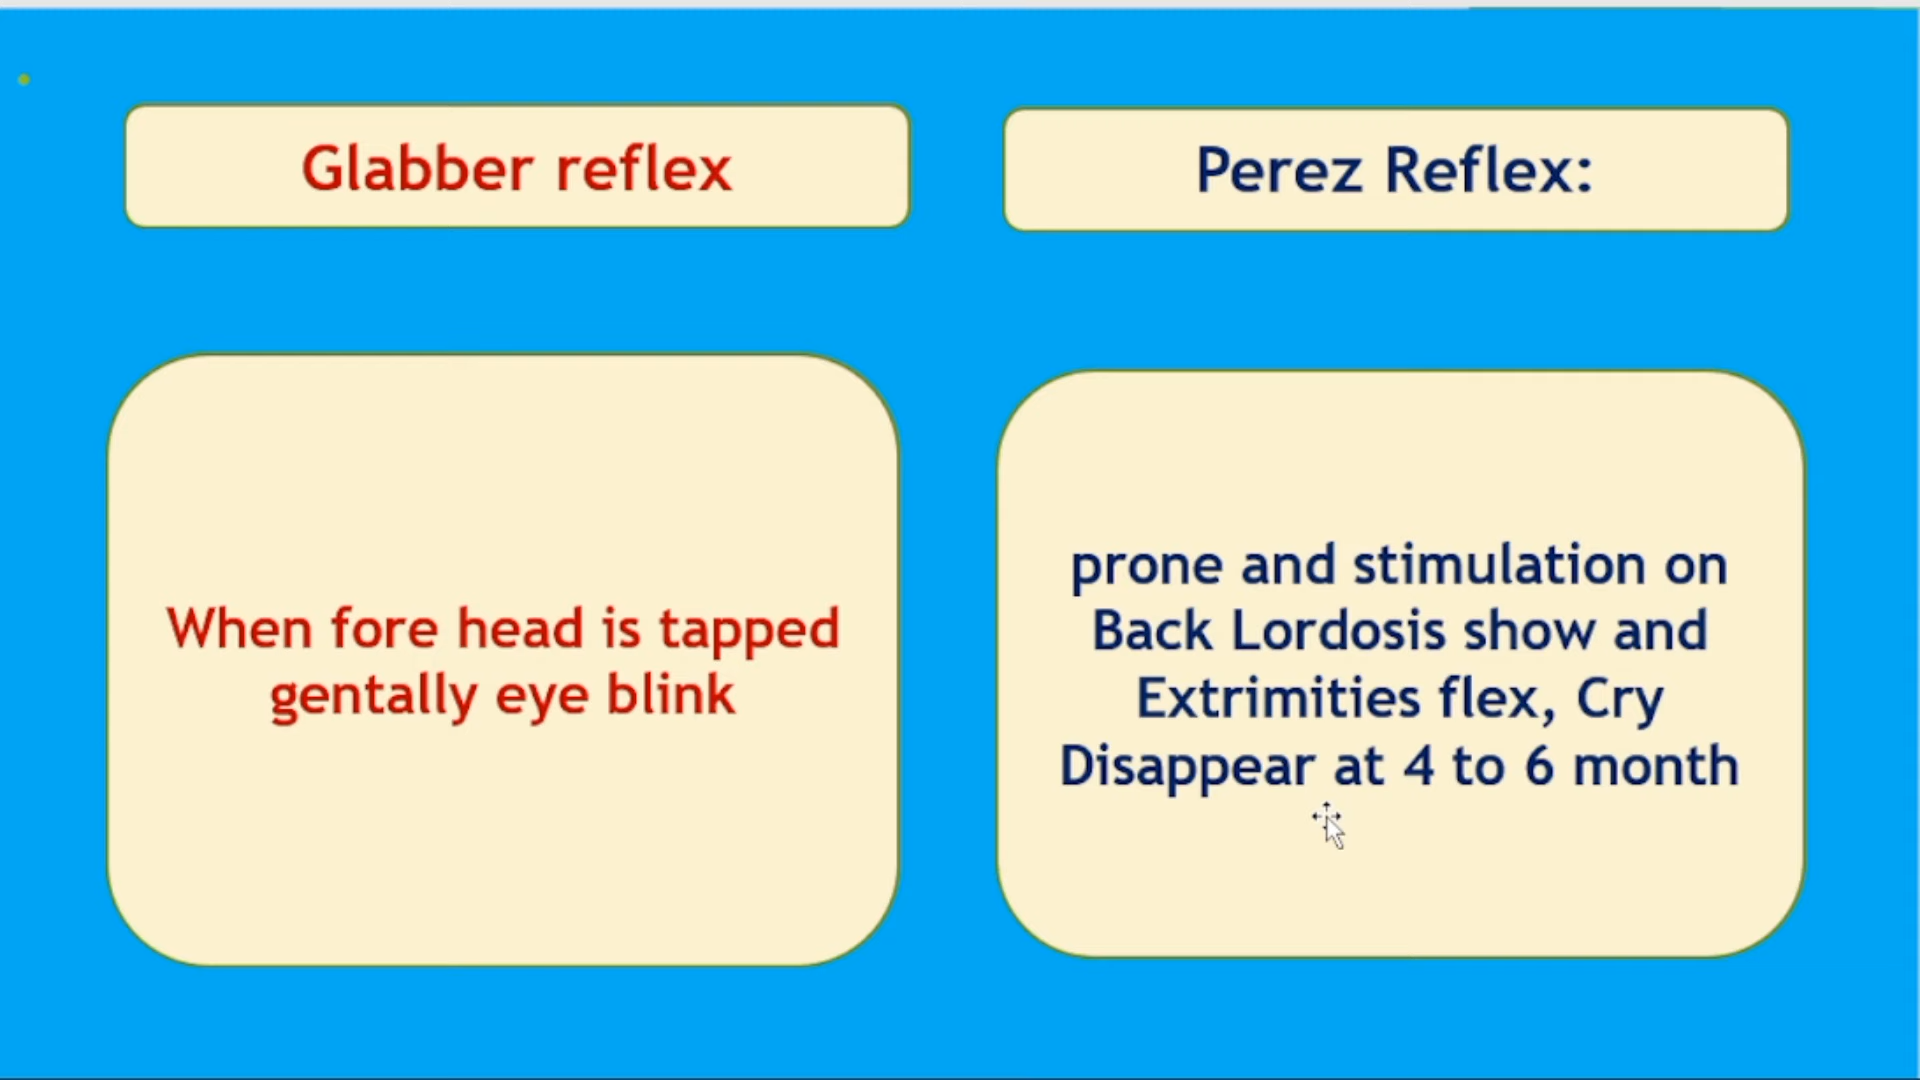 Glabber reflex
When fore head is tapped
gentally eye blink
Perez Reflex:
prone and stimulation on
Back Lordosis show and
Extrimities flex, Cry
Disappear at 4 to 6 month